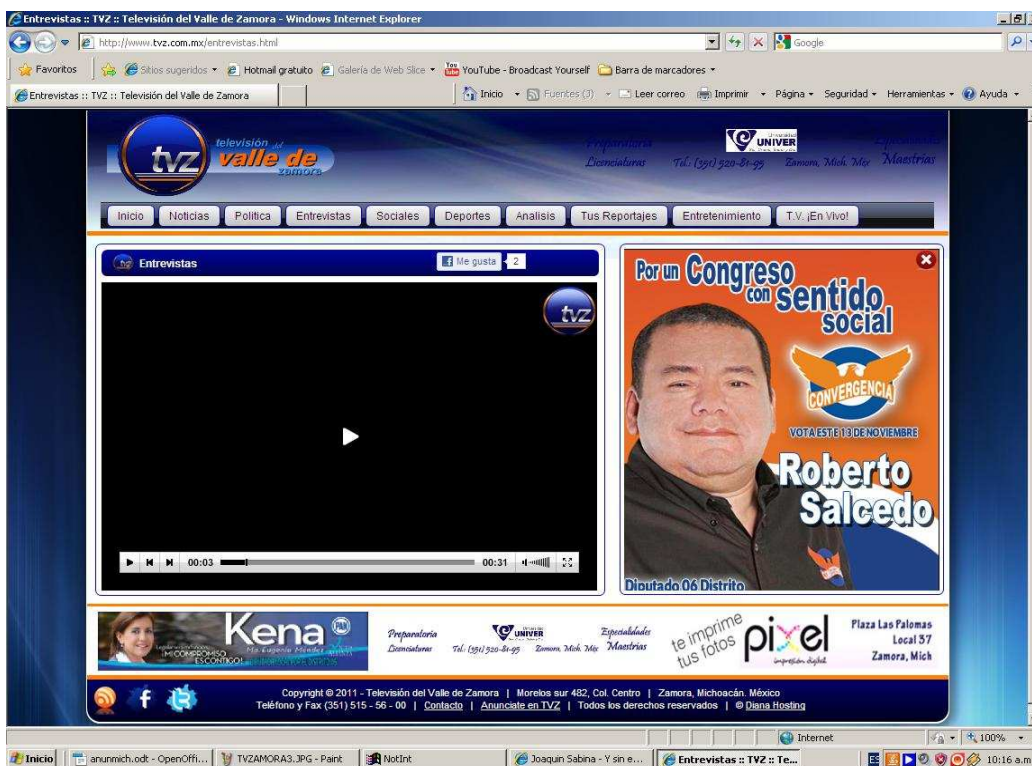 Entrevistas :: TVZ :: Televisión del Valle de Zamora - Windows Internet Explorer
http://www.tvz.com.mx/entrevistas.html
Google
Favoritos
Sitios sugeridos
Hotmail gratuito
Galería de Web Slice
YouTube - Broadcast Yourself
Barra de marcadores
Entrevistas :: TVZ :: Televisión del Valle de Zamora
Inicio
Fuentes (3)
Leer correo
Imprimir
Página
Seguridad
Herramientas
Ayuda
tvz
televisión del
valle de
zamora
Preparatoria
Licenciaturas
UNIVER
Tel: (351) 520-81-95
Zamora, Mich. Méx
Especialidades
Maestrías
Inicio
Noticias
Politica
Entrevistas
Sociales
Deportes
Analisis
Tus Reportajes
Entretenimiento
T.V. ¡En Vivo!
tvz
Entrevistas
Me gusta
2
tvz
00:03
00:31
Por un Congreso
con sentido
social
CONVERGENCIA
VOTA ESTE 13 DE NOVIEMBRE
Roberto
Salcedo
Diputado 06 Distrito
Kena
PAN
Ma. Eugenia Méndez
MI COMPROMISO
ES CONTIGO!
Preparatoria
Licenciaturas
UNIVER
Tel: (351) 520-81-95
Zamora, Mich. Méx
Especialidades
Maestrías
te imprime
tus fotos
pixel
impresión digital
Plaza Las Palomas
Local 37
Zamora, Mich
Copyright © 2011 - Televisión del Valle de Zamora | Morelos sur 482, Col. Centro | Zamora, Michoacán. México
Teléfono y Fax (351) 515 - 56 - 00 | Contacto | Anunciate en TVZ | Todos los derechos reservados | © Diana Hosting
Internet
100%
Inicio
anunmich.odt - OpenOffi...
TVZAMORA3.JPG - Paint
NotInt
Joaquin Sabina - Y sin e...
Entrevistas :: TVZ :: Te...
ES
10:16 a.m.